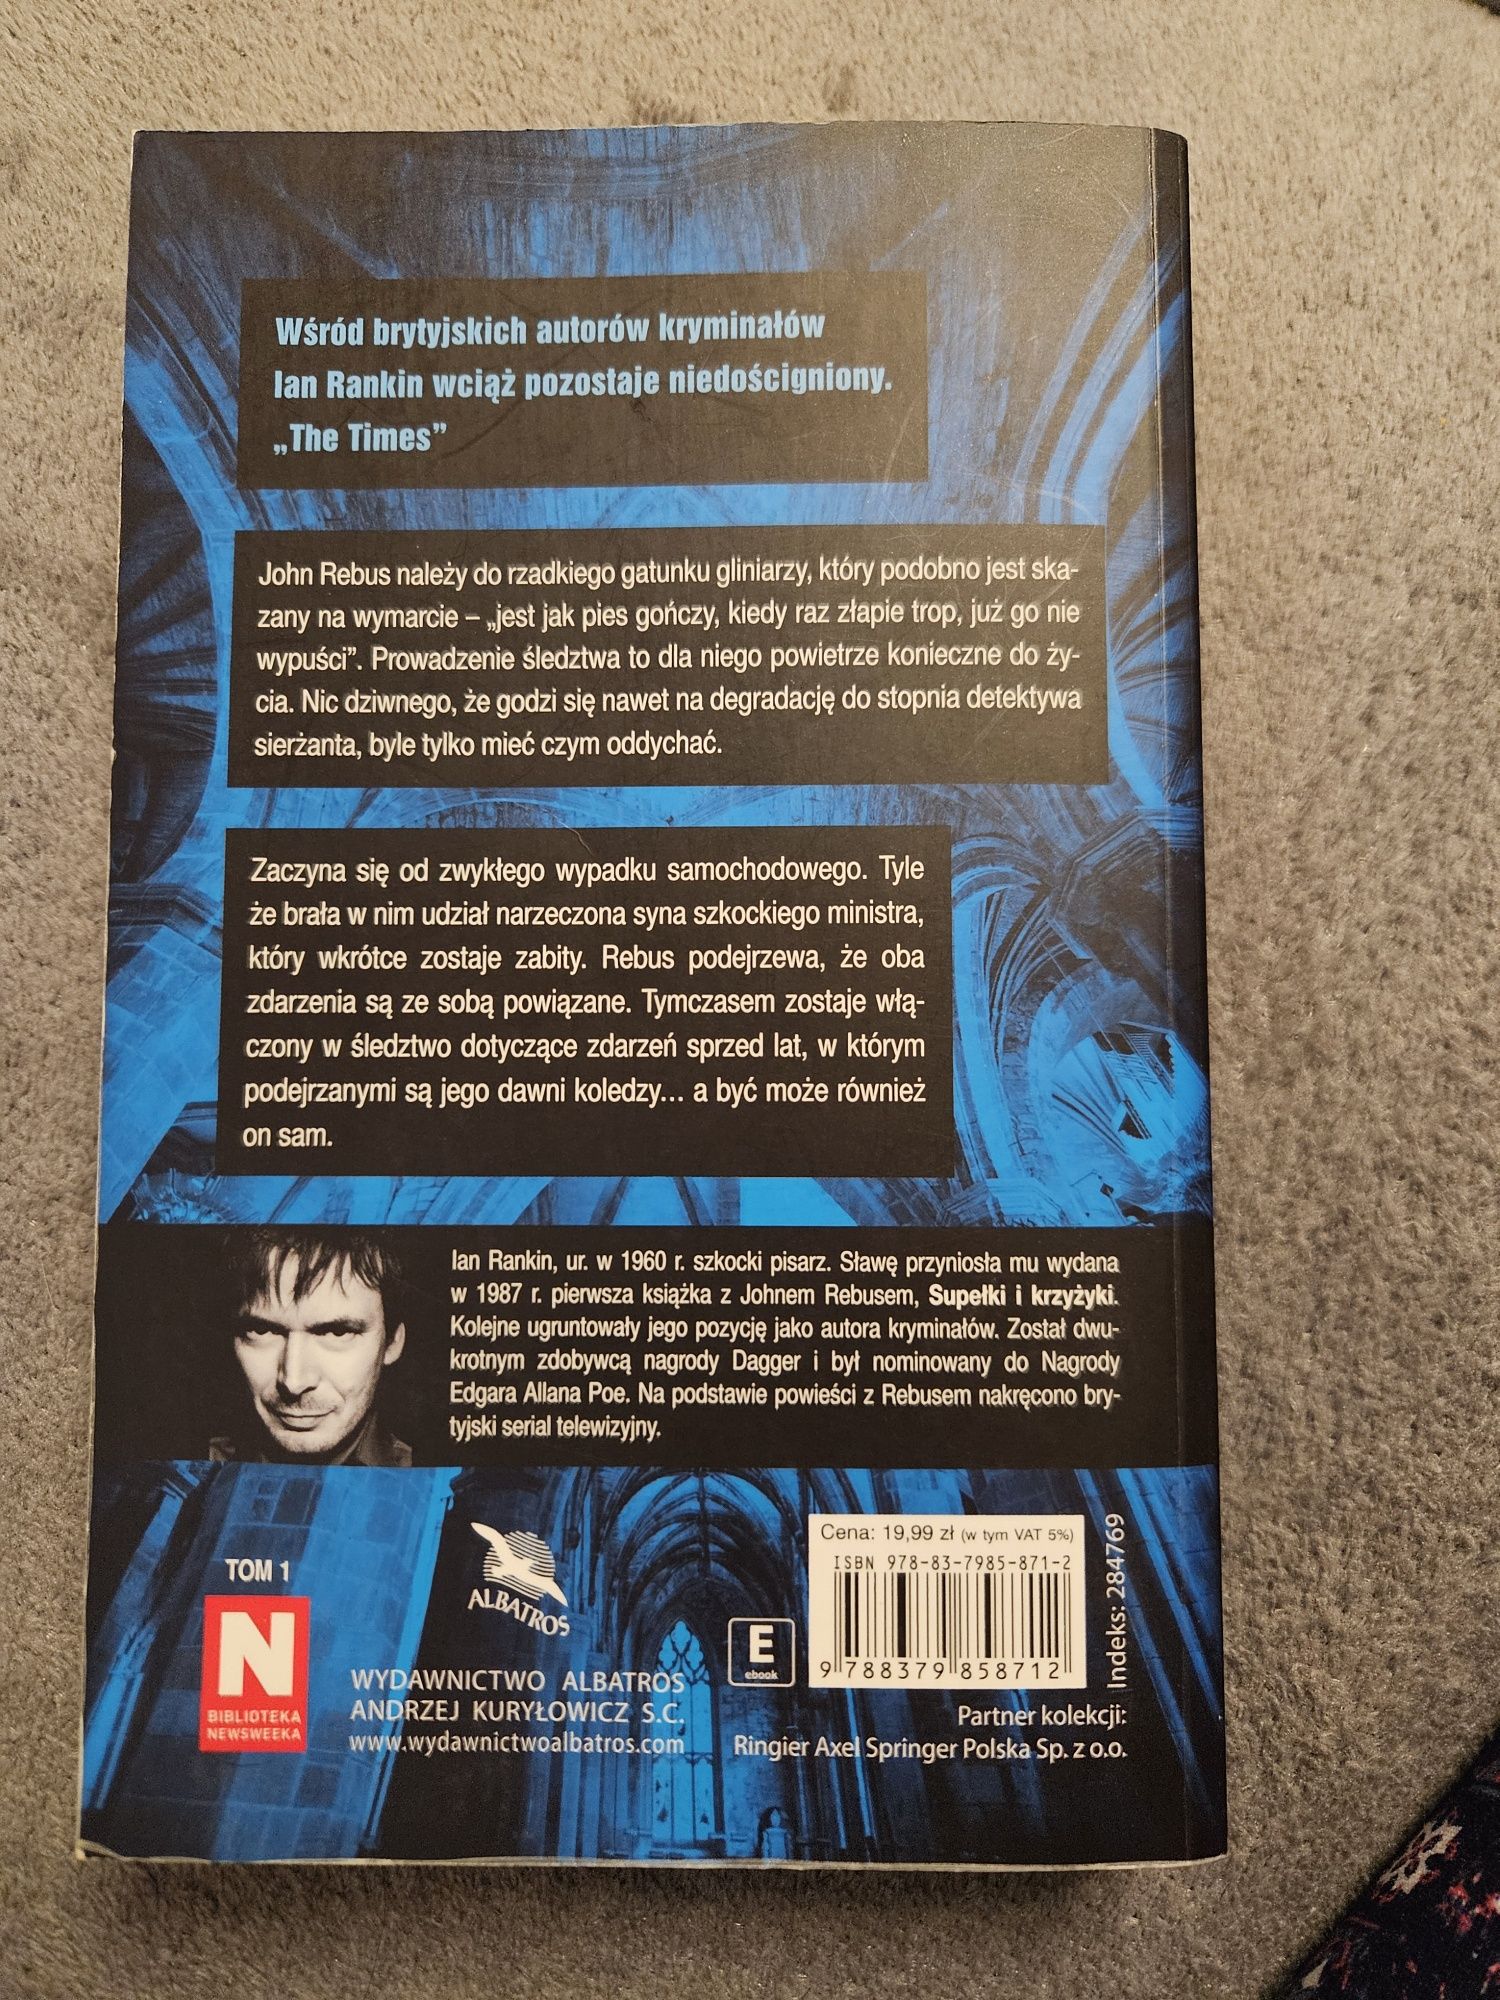 Wśród brytyjskich autorów kryminałów
Ian Rankin wciąż pozostaje niedościgniony.
„The Times”
John Rebus należy do rzadkiego gatunku gliniarzy, który podobno jest ska-
zany na wymarcie – „jest jak pies gończy, kiedy raz złapie trop, już go nie
wypuści”. Prowadzenie śledztwa to dla niego powietrze konieczne do ży-
cia. Nic dziwnego, że godzi się nawet na degradację do stopnia detektywa
sierżanta, byle tylko mieć czym oddychać.
Zaczyna się od zwykłego wypadku samochodowego. Tyle
że brała w nim udział narzeczona syna szkockiego ministra,
który wkrótce zostaje zabity. Rebus podejrzewa, że oba
zdarzenia są ze sobą powiązane. Tymczasem zostaje włą-
czony w śledztwo dotyczące zdarzeń sprzed lat, w którym
podejrzanymi są jego dawni koledzy... a być może również
on sam.
Ian Rankin, ur. w 1960 r. szkocki pisarz. Sławę przyniosła mu wydana
w 1987 r. pierwsza książka z Johnem Rebusem, Supełki i krzyżyki.
Kolejne ugruntowały jego pozycję jako autora kryminałów. Został dwu-
krotnym zdobywcą nagrody Dagger i był nominowany do Nagrody
Edgara Allana Poe. Na podstawie powieści z Rebusem nakręcono bry-
tyjski serial telewizyjny.
TOM 1
N
BIBLIOTEKA
NEWSWEEKA
ALBATROS
WYDAWNICTWO ALBATROS
ANDRZEJ KURYŁOWICZ S.C.
www.wydawnictwoalbatros.com
E
ebook
Cena: 19,99 zł (w tym VAT 5%)
ISBN 978-83-7985-871-2
9 788379 858712
Indeks: 284769
Partner kolekcji:
Ringier Axel Springer Polska Sp. z o.o.